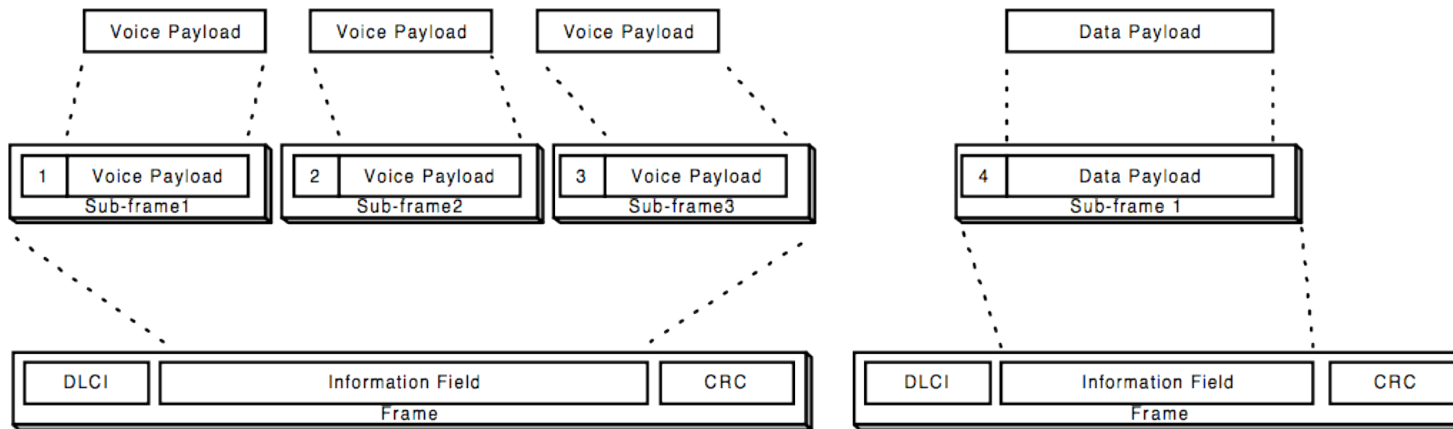 Voice Payload Voice Payload Voice Payload Data Payload
1 Voice Payload 2 Voice Payload 3 Voice Payload 4 Data Payload
Sub-frame1 Sub-frame2 Sub-frame3 Sub-frame 1
DLCI Information Field CRC DLCI Information Field CRC
Frame Frame